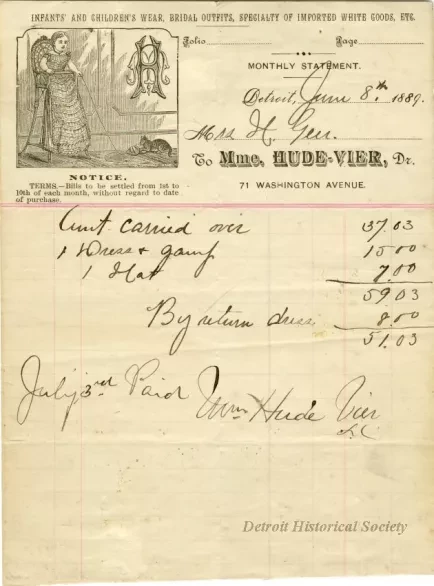 INFANTS' AND CHILDREN'S WEAR, BRIDAL OUTFITS, SPECIALTY OF IMPORTED WHITE GOODS, ETC.
Folio Page
MONTHLY STATEMENT.
Detroit, June 8th 1889.
Mrs H. Geer.
To Mme. HUDE-VIER, Dr.
71 WASHINGTON AVENUE.
NOTICE.
TERMS.—Bills to be settled from 1st to
10th of each month, without regard to date
of purchase.
Amt. carried over 37.03
1 Dress & gamp 15.00
1 Hat 7.00
59.03
By return dress 8.00
51.03
July 3rd Paid Mme Hude Vier
Detroit Historical Society